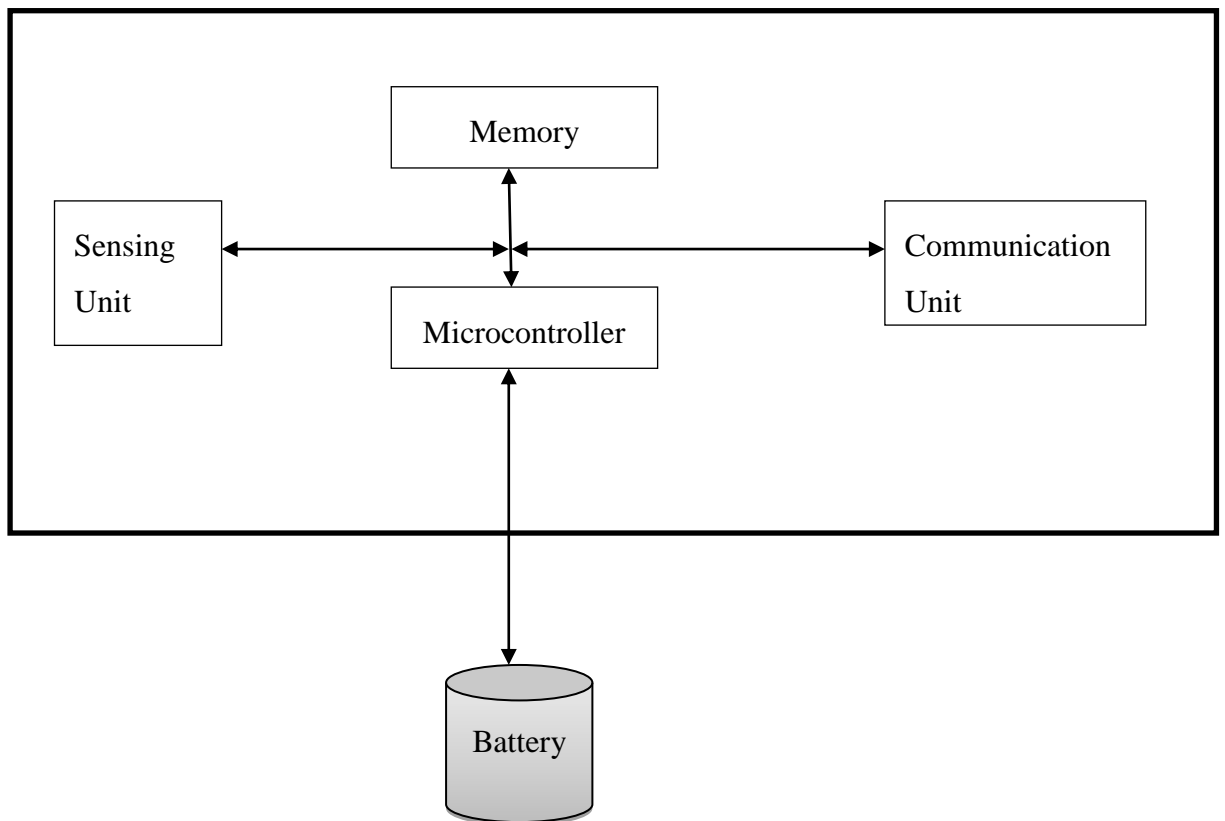 Memory
Sensing
Unit
Communication
Unit
Microcontroller
Battery